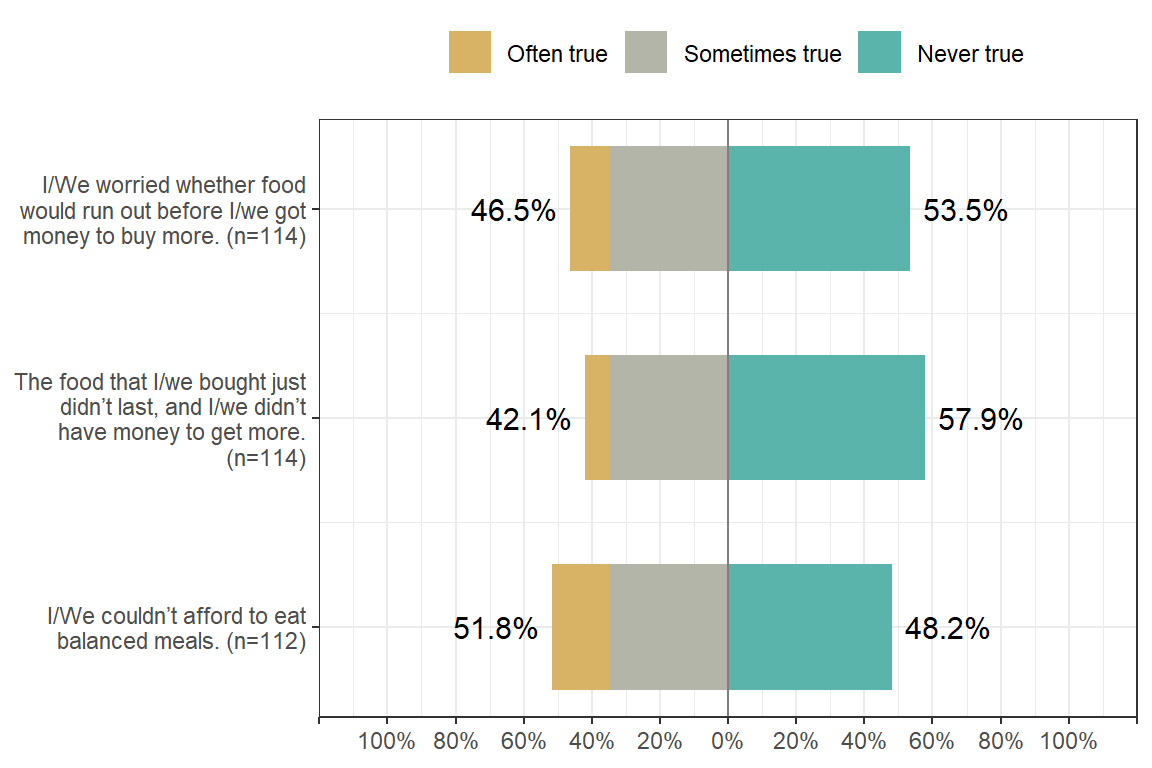 Often true Sometimes true Never true
I/We worried whether food
would run out before I/we got
money to buy more. (n=114)
46.5% 53.5%
The food that I/we bought just
didn’t last, and I/we didn’t
have money to get more.
(n=114)
42.1% 57.9%
I/We couldn’t afford to eat
balanced meals. (n=112)
51.8% 48.2%
100% 80% 60% 40% 20% 0% 20% 40% 60% 80% 100%